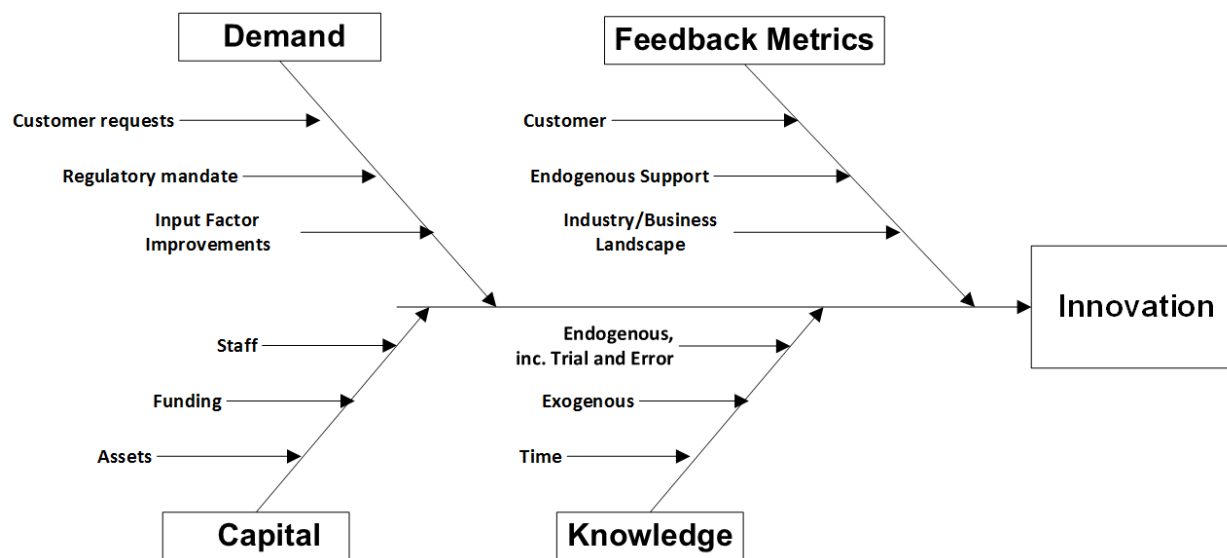 Demand
Feedback Metrics
Customer requests
Customer
Regulatory mandate
Endogenous Support
Input Factor
Improvements
Industry/Business
Landscape
Innovation
Staff
Endogenous,
inc. Trial and Error
Funding
Exogenous
Assets
Time
Capital
Knowledge